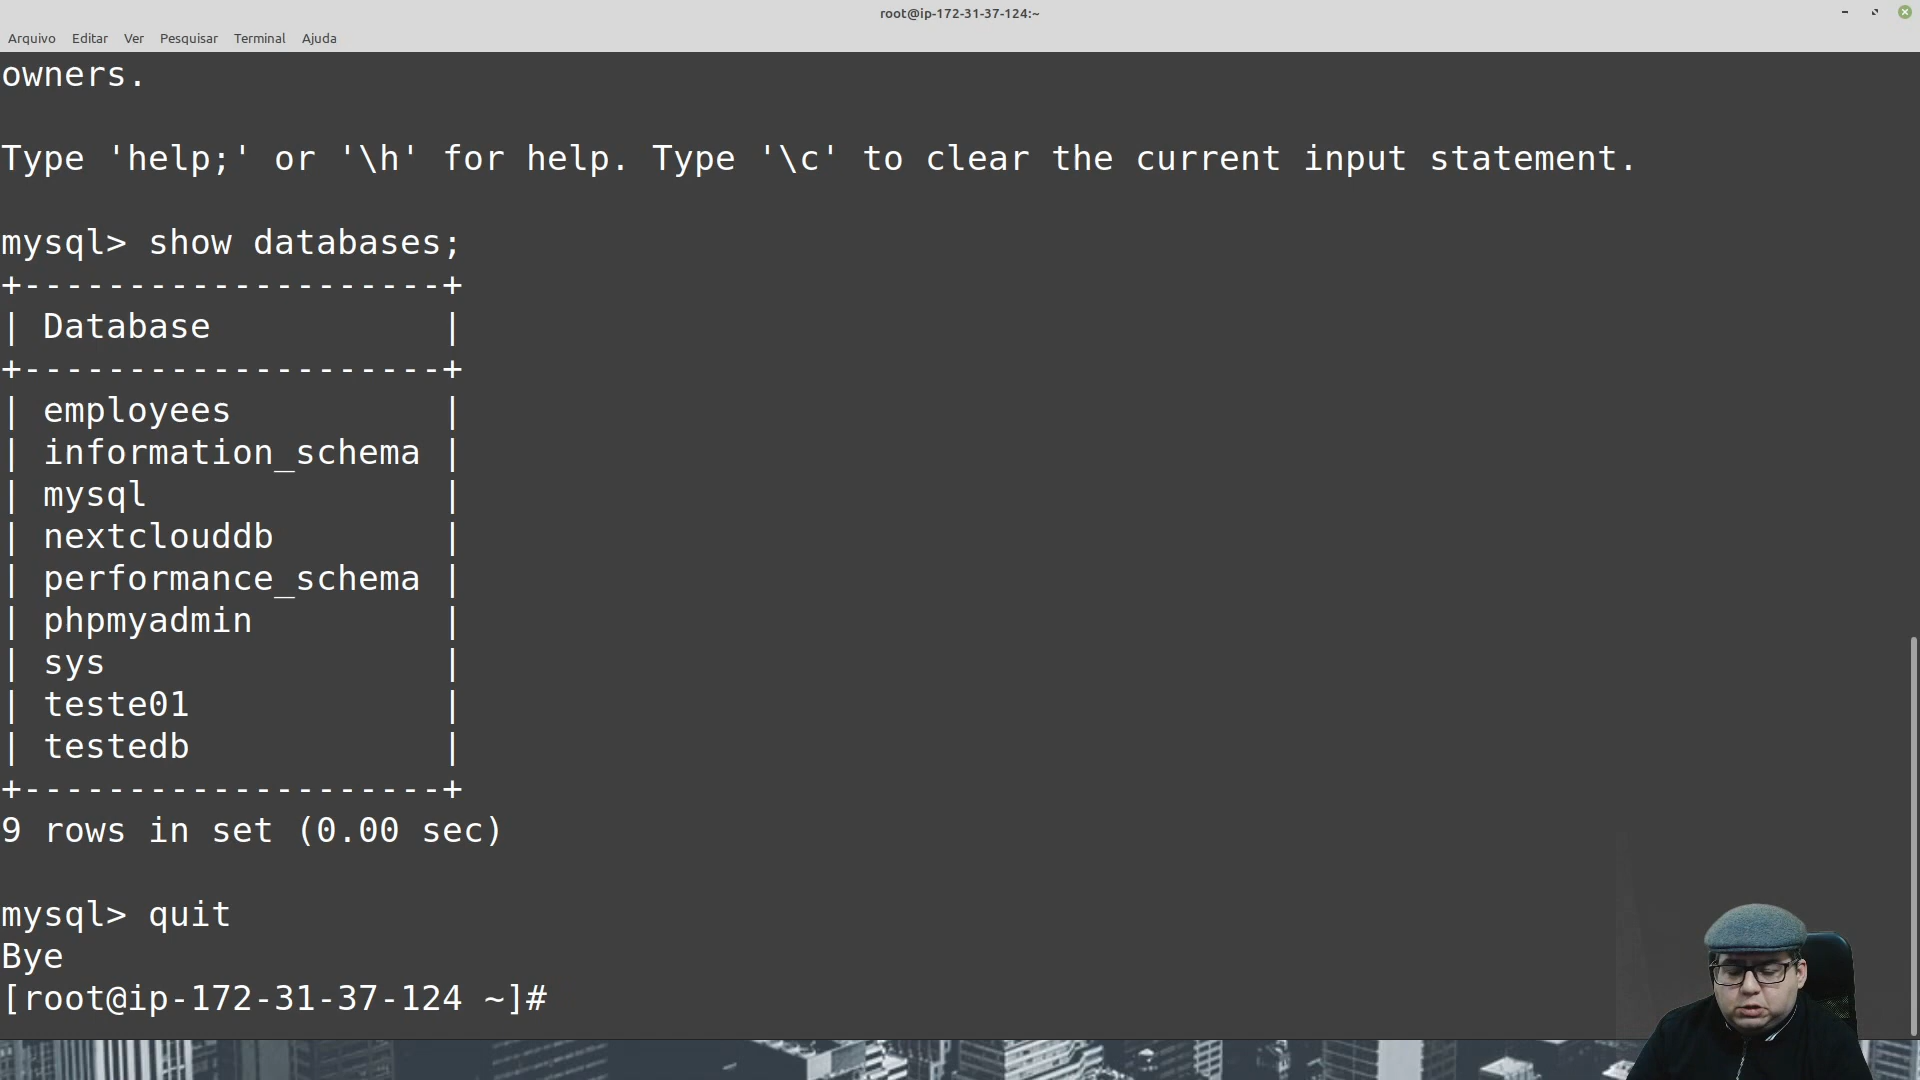 root@ip-172-31-37-124:~
Arquivo Editar Ver Pesquisar Terminal Ajuda
owners.
Type 'help;' or '\h' for help. Type '\c' to clear the current input statement.
mysql> show databases;
+--------------------+
| Database           |
+--------------------+
| employees          |
| information_schema |
| mysql              |
| nextclouddb        |
| performance_schema |
| phpmyadmin         |
| sys                |
| teste01            |
| testedb            |
+--------------------+
9 rows in set (0.00 sec)
mysql> quit
Bye
[root@ip-172-31-37-124 ~]#